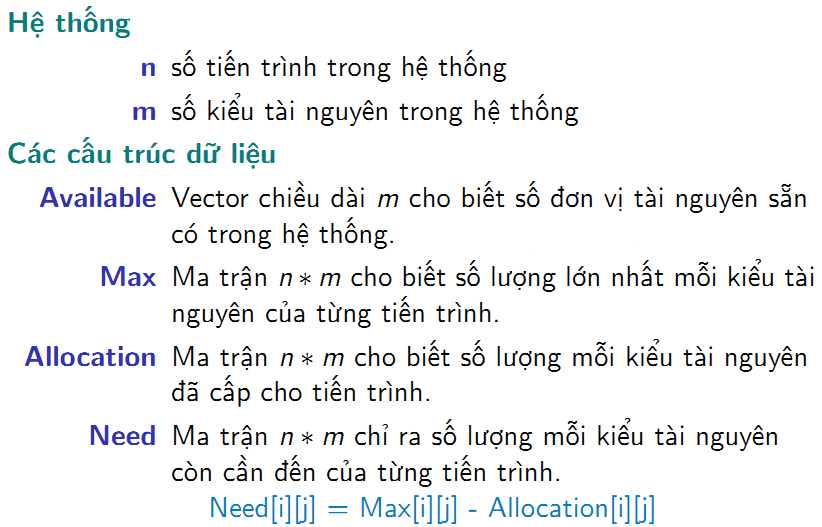 Hệ thống
n số tiến trình trong hệ thống
m số kiểu tài nguyên trong hệ thống
Các cấu trúc dữ liệu
Available Vector chiều dài m cho biết số đơn vị tài nguyên sẵn
có trong hệ thống.
Max Ma trận n ∗ m cho biết số lượng lớn nhất mỗi kiểu tài
nguyên của từng tiến trình.
Allocation Ma trận n ∗ m cho biết số lượng mỗi kiểu tài nguyên
đã cấp cho tiến trình.
Need Ma trận n ∗ m chỉ ra số lượng mỗi kiểu tài nguyên
còn cần đến của từng tiến trình.
Need[i][j] = Max[i][j] - Allocation[i][j]